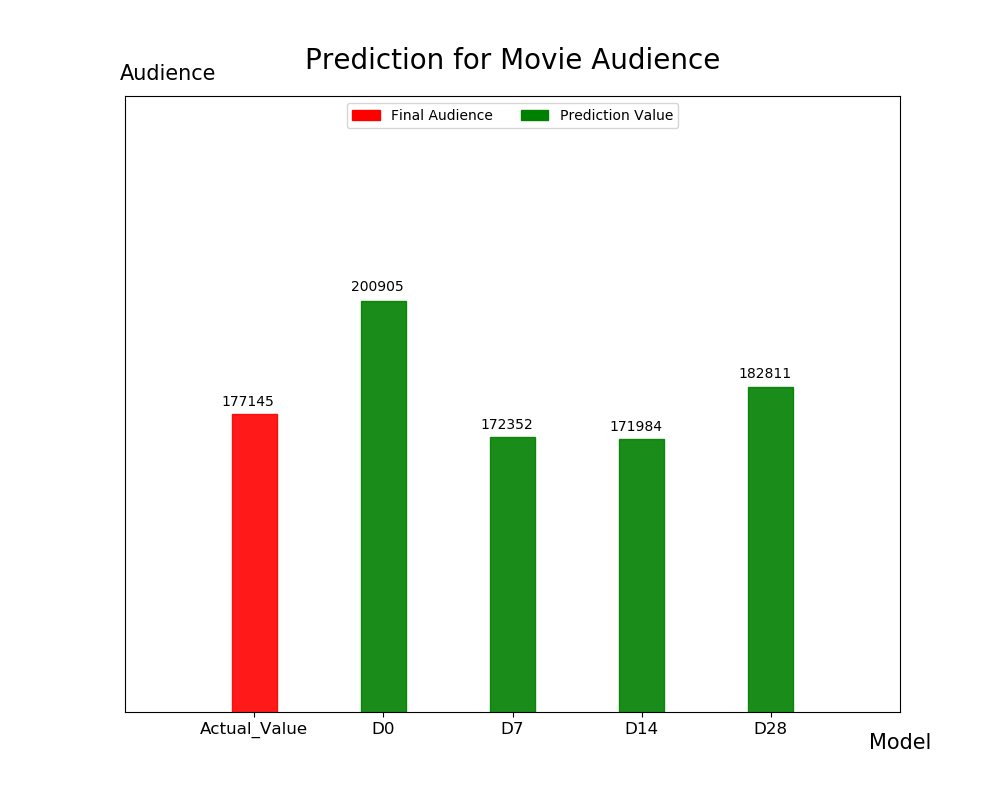 Prediction for Movie Audience
Audience
Final Audience Prediction Value
200905
182811
177145
172352
171984
Actual_Value D0 D7 D14 D28
Model